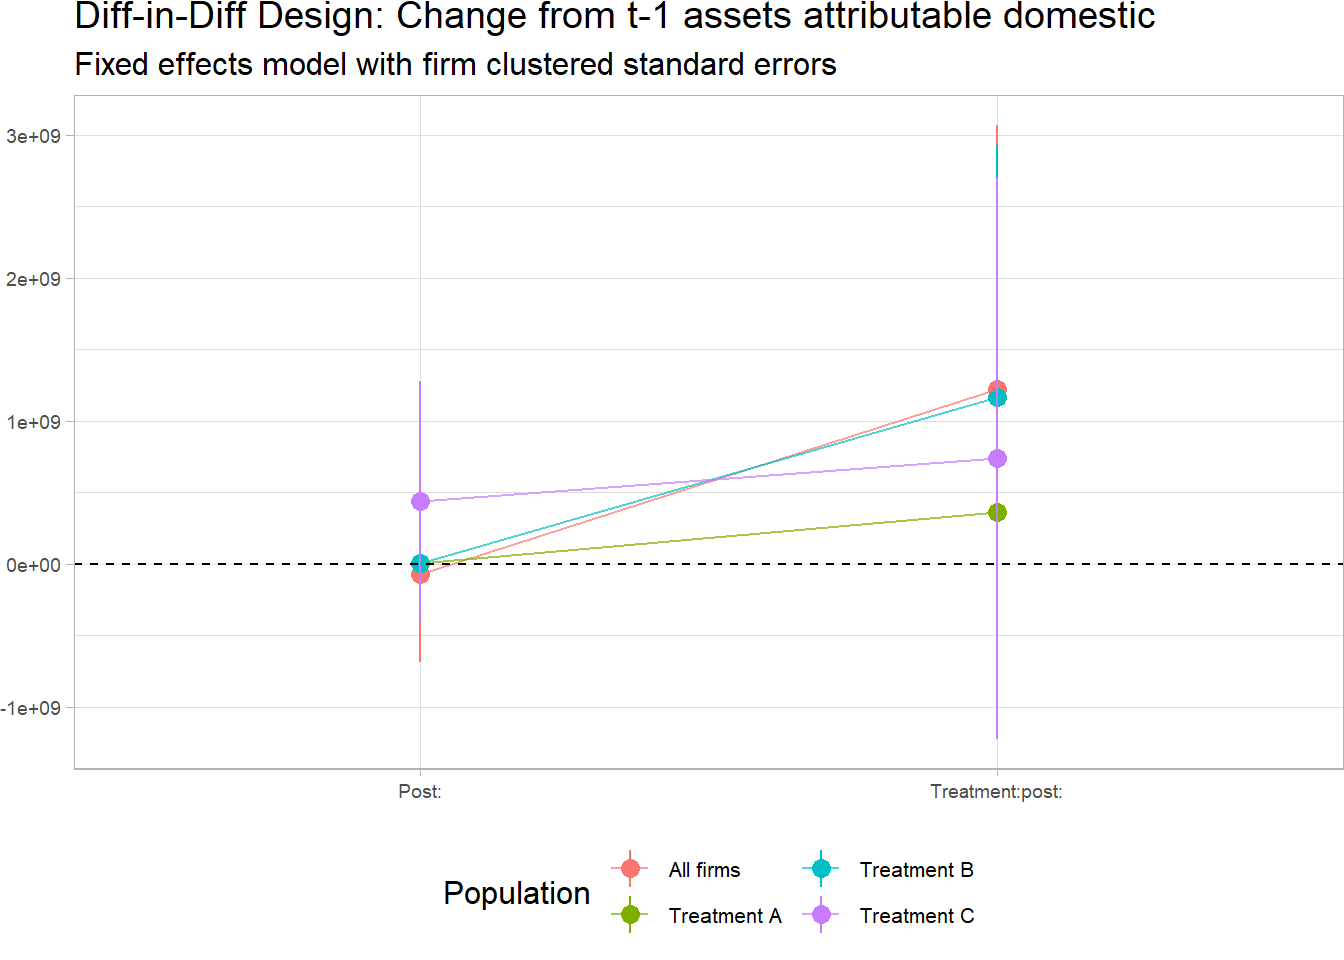 Diff-in-Diff Design: Change from t-1 assets attributable domestic
Fixed effects model with firm clustered standard errors
3e+09
2e+09
1e+09
0e+00
-1e+09
Post:
Treatment:post:
Population
All firms
Treatment B
Treatment A
Treatment C